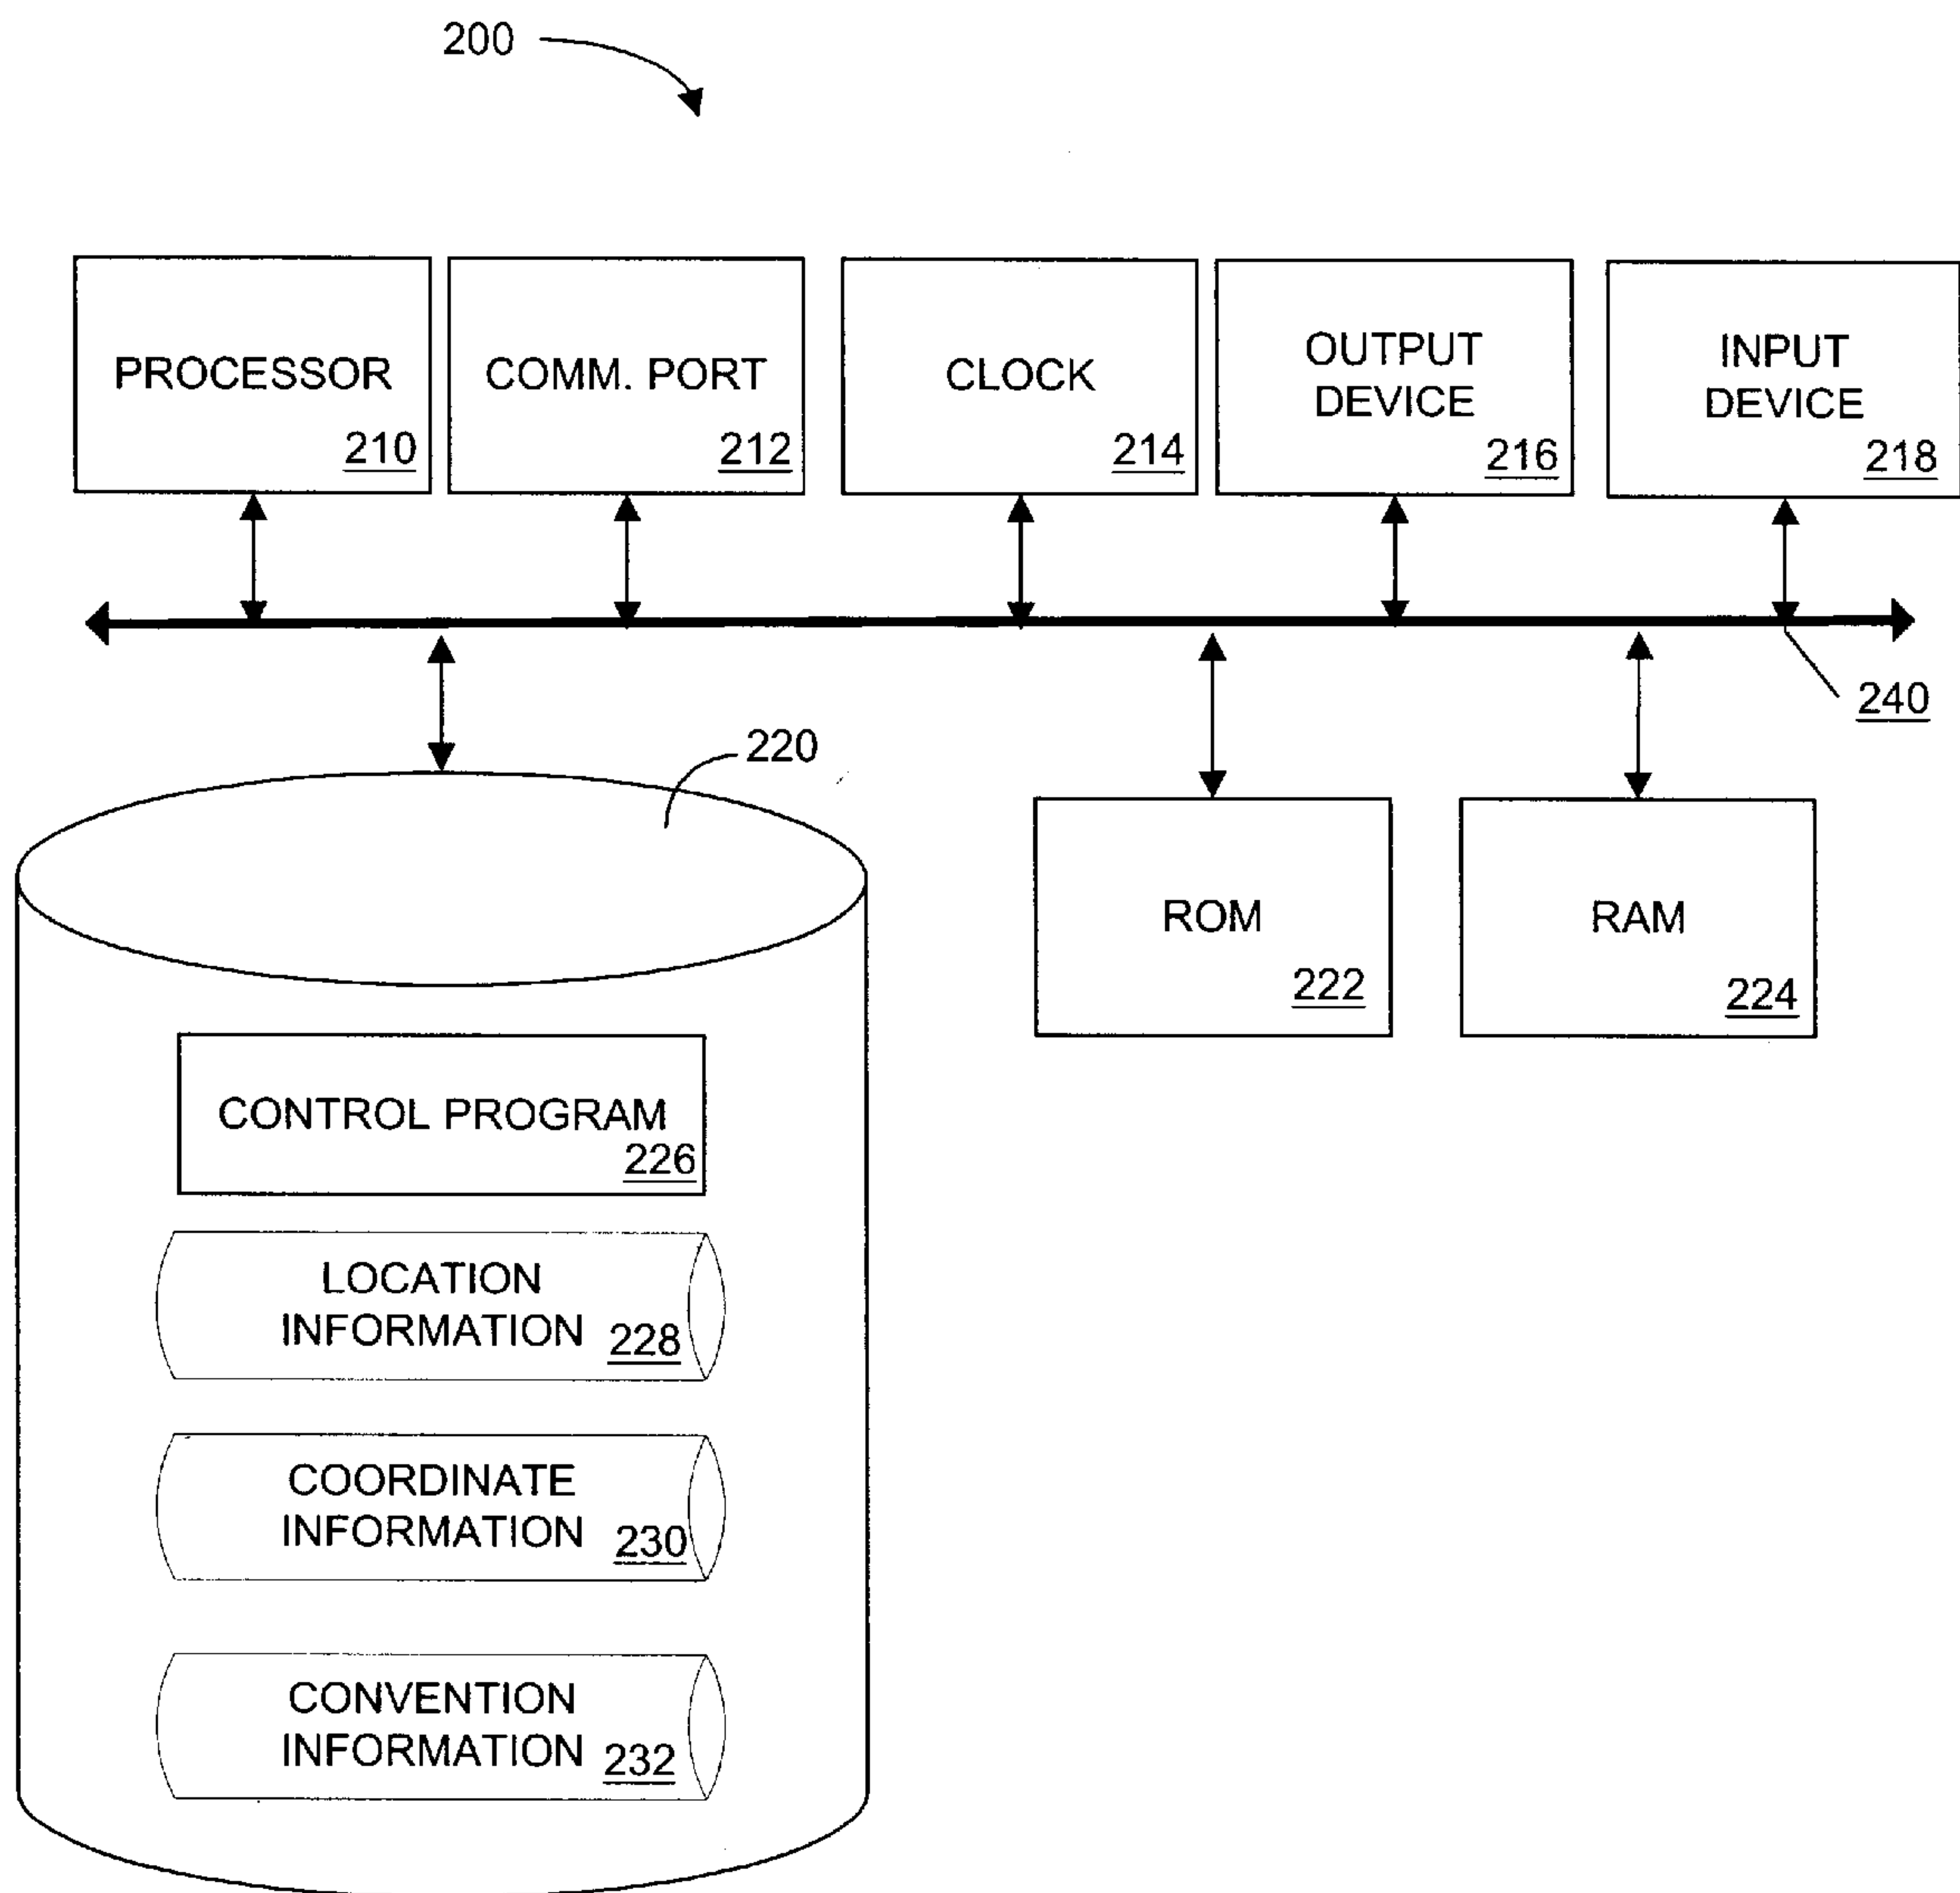 200
PROCESSOR
210
COMM. PORT
212
CLOCK
214
OUTPUT
DEVICE
216
INPUT
DEVICE
218
240
220
ROM
222
RAM
224
CONTROL PROGRAM
226
LOCATION
INFORMATION 228
COORDINATE
INFORMATION 230
CONVENTION
INFORMATION 232